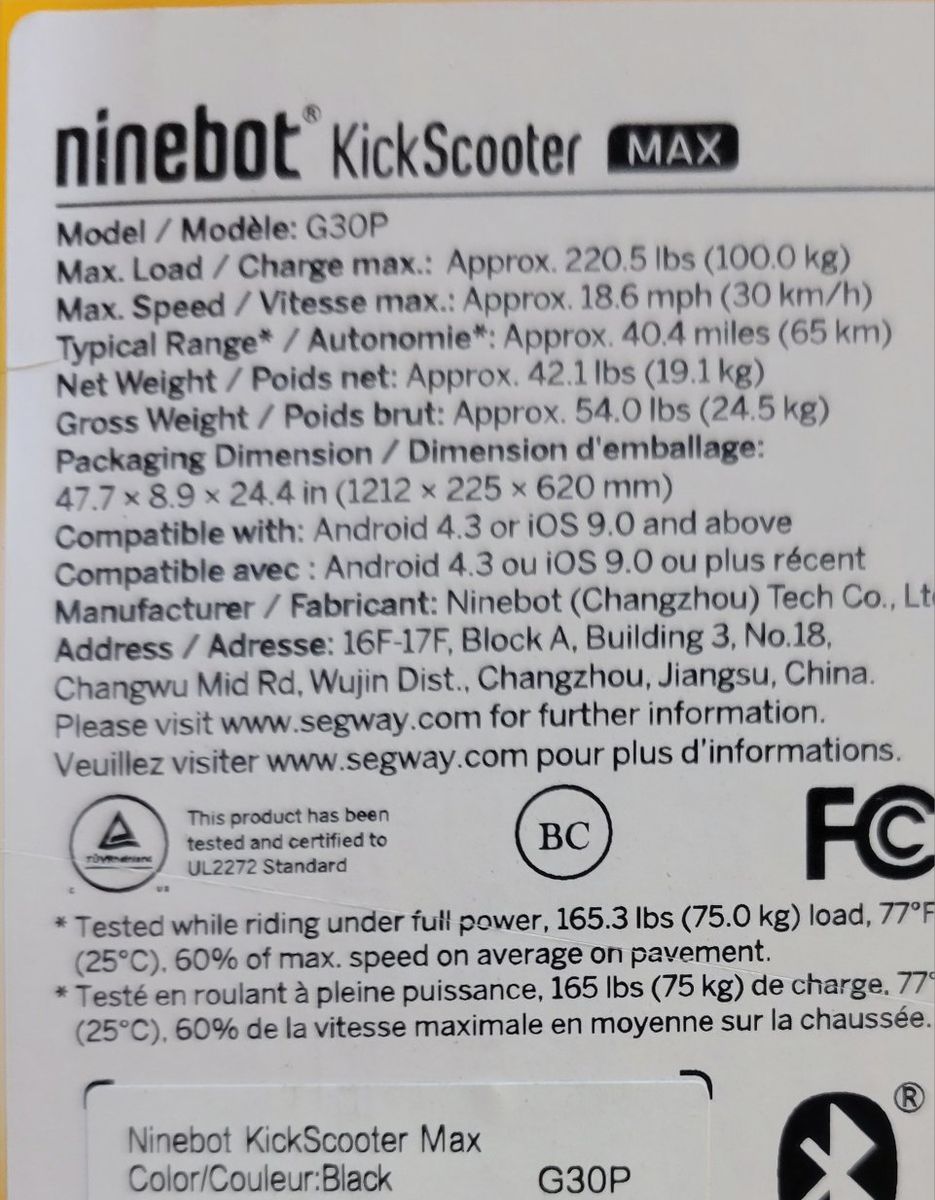 ninebot® KickScooter MAX
Model / Modèle: G30P
Max. Load / Charge max.: Approx. 220.5 lbs (100.0 kg)
Max. Speed / Vitesse max.: Approx. 18.6 mph (30 km/h)
Typical Range* / Autonomie*: Approx. 40.4 miles (65 km)
Net Weight / Poids net: Approx. 42.1 lbs (19.1 kg)
Gross Weight / Poids brut: Approx. 54.0 lbs (24.5 kg)
Packaging Dimension / Dimension d'emballage:
47.7 × 8.9 × 24.4 in (1212 × 225 × 620 mm)
Compatible with: Android 4.3 or iOS 9.0 and above
Compatible avec : Android 4.3 ou iOS 9.0 ou plus récent
Manufacturer / Fabricant: Ninebot (Changzhou) Tech Co., Lt
Address / Adresse: 16F-17F, Block A, Building 3, No.18,
Changwu Mid Rd, Wujin Dist., Changzhou, Jiangsu, China.
Please visit www.segway.com for further information.
Veuillez visiter www.segway.com pour plus d'informations.
TÜVRheinland
C US
This product has been
tested and certified to
UL2272 Standard
BC
FC
* Tested while riding under full power, 165.3 lbs (75.0 kg) load, 77°F
(25°C), 60% of max. speed on average on pavement.
* Testé en roulant à pleine puissance, 165 lbs (75 kg) de charge, 77°
(25°C), 60% de la vitesse maximale en moyenne sur la chaussée.
®
Ninebot KickScooter Max
Color/Couleur:Black G30P